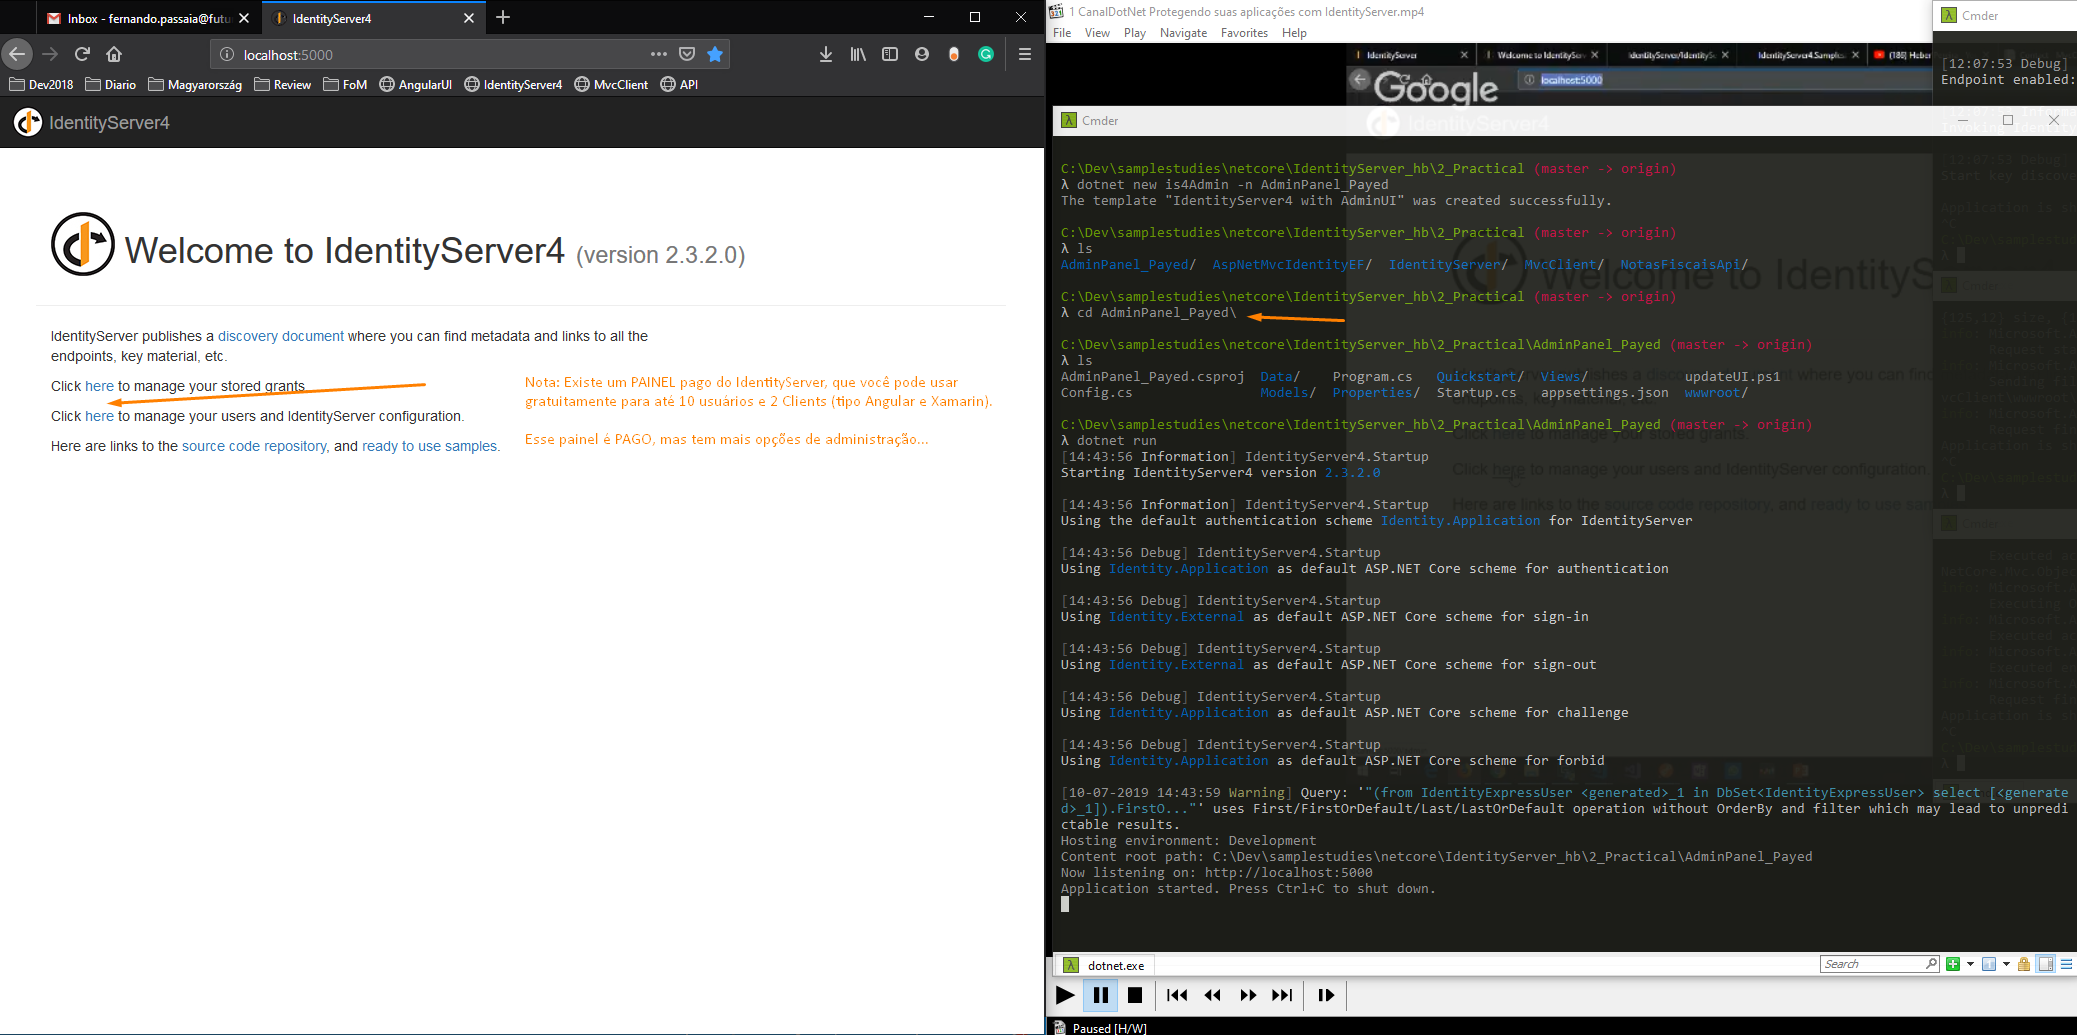 Inbox - fernando.passaia@futu
IdentityServer4
localhost:5000
Dev2018 Diario Magyarország Review FoM AngularUI IdentityServer4 MvcClient API
IdentityServer4
Welcome to IdentityServer4 (version 2.3.2.0)
IdentityServer publishes a discovery document where you can find metadata and links to all the
endpoints, key material, etc.
Click here to manage your stored grants.
Click here to manage your users and IdentityServer configuration.
Here are links to the source code repository, and ready to use samples.
Nota: Existe um PAINEL pago do IdentityServer, que você pode usar
gratuitamente para até 10 usuários e 2 Clients (tipo Angular e Xamarin).
Esse painel é PAGO, mas tem mais opções de administração...
1 CanalDotNet Protegendo suas aplicações com IdentityServer.mp4
File View Play Navigate Favorites Help
IdentityServer Welcome to IdentitySer IdentityServer/IdentityS IdentityServer4.Samples (186) Heber
localhost:5000
Google
IdentityServer4
Cmder
C:\Dev\samplestudies\netcore\IdentityServer_hb\2_Practical (master -> origin)
λ dotnet new is4Admin -n AdminPanel_Payed
The template "IdentityServer4 with AdminUI" was created successfully.
C:\Dev\samplestudies\netcore\IdentityServer_hb\2_Practical (master -> origin)
λ ls
AdminPanel_Payed/ AspNetMvcIdentityEF/ IdentityServer/ MvcClient/ NotasFiscaisApi/
C:\Dev\samplestudies\netcore\IdentityServer_hb\2_Practical (master -> origin)
λ cd AdminPanel_Payed\
C:\Dev\samplestudies\netcore\IdentityServer_hb\2_Practical\AdminPanel_Payed (master -> origin)
λ ls
AdminPanel_Payed.csproj Data/ Program.cs Quickstart/ Views/ updateUI.ps1
Config.cs Models/ Properties/ Startup.cs appsettings.json wwwroot/
C:\Dev\samplestudies\netcore\IdentityServer_hb\2_Practical\AdminPanel_Payed (master -> origin)
λ dotnet run
[14:43:56 Information] IdentityServer4.Startup
Starting IdentityServer4 version 2.3.2.0
[14:43:56 Information] IdentityServer4.Startup
Using the default authentication scheme Identity.Application for IdentityServer
[14:43:56 Debug] IdentityServer4.Startup
Using Identity.Application as default ASP.NET Core scheme for authentication
[14:43:56 Debug] IdentityServer4.Startup
Using Identity.External as default ASP.NET Core scheme for sign-in
[14:43:56 Debug] IdentityServer4.Startup
Using Identity.External as default ASP.NET Core scheme for sign-out
[14:43:56 Debug] IdentityServer4.Startup
Using Identity.Application as default ASP.NET Core scheme for challenge
[14:43:56 Debug] IdentityServer4.Startup
Using Identity.Application as default ASP.NET Core scheme for forbid
[10-07-2019 14:43:59 Warning] Query: '"(from IdentityExpressUser <generated>_1 in DbSet<IdentityExpressUser> select [<generate
d>_1]).FirstO..."' uses First/FirstOrDefault/Last/LastOrDefault operation without OrderBy and filter which may lead to unpredi
ctable results.
Hosting environment: Development
Content root path: C:\Dev\samplestudies\netcore\IdentityServer_hb\2_Practical\AdminPanel_Payed
Now listening on: http://localhost:5000
Application started. Press Ctrl+C to shut down.
dotnet.exe
Search
Paused [H/W]
Cmder
[12:07:53 Debug]
Endpoint enabled: